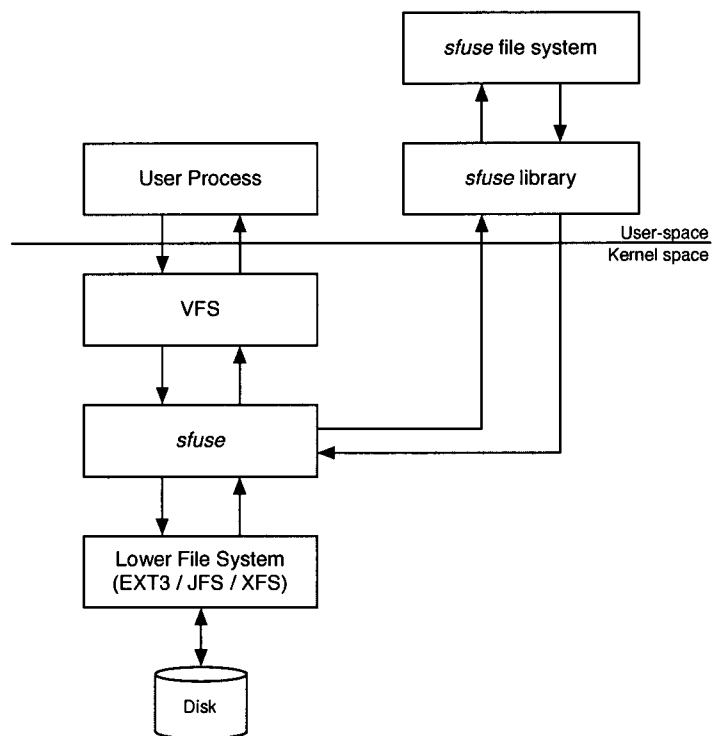 sfuse file system
User Process
sfuse library
User-space
Kernel space
VFS
sfuse
Lower File System
(EXT3 / JFS / XFS)
Disk